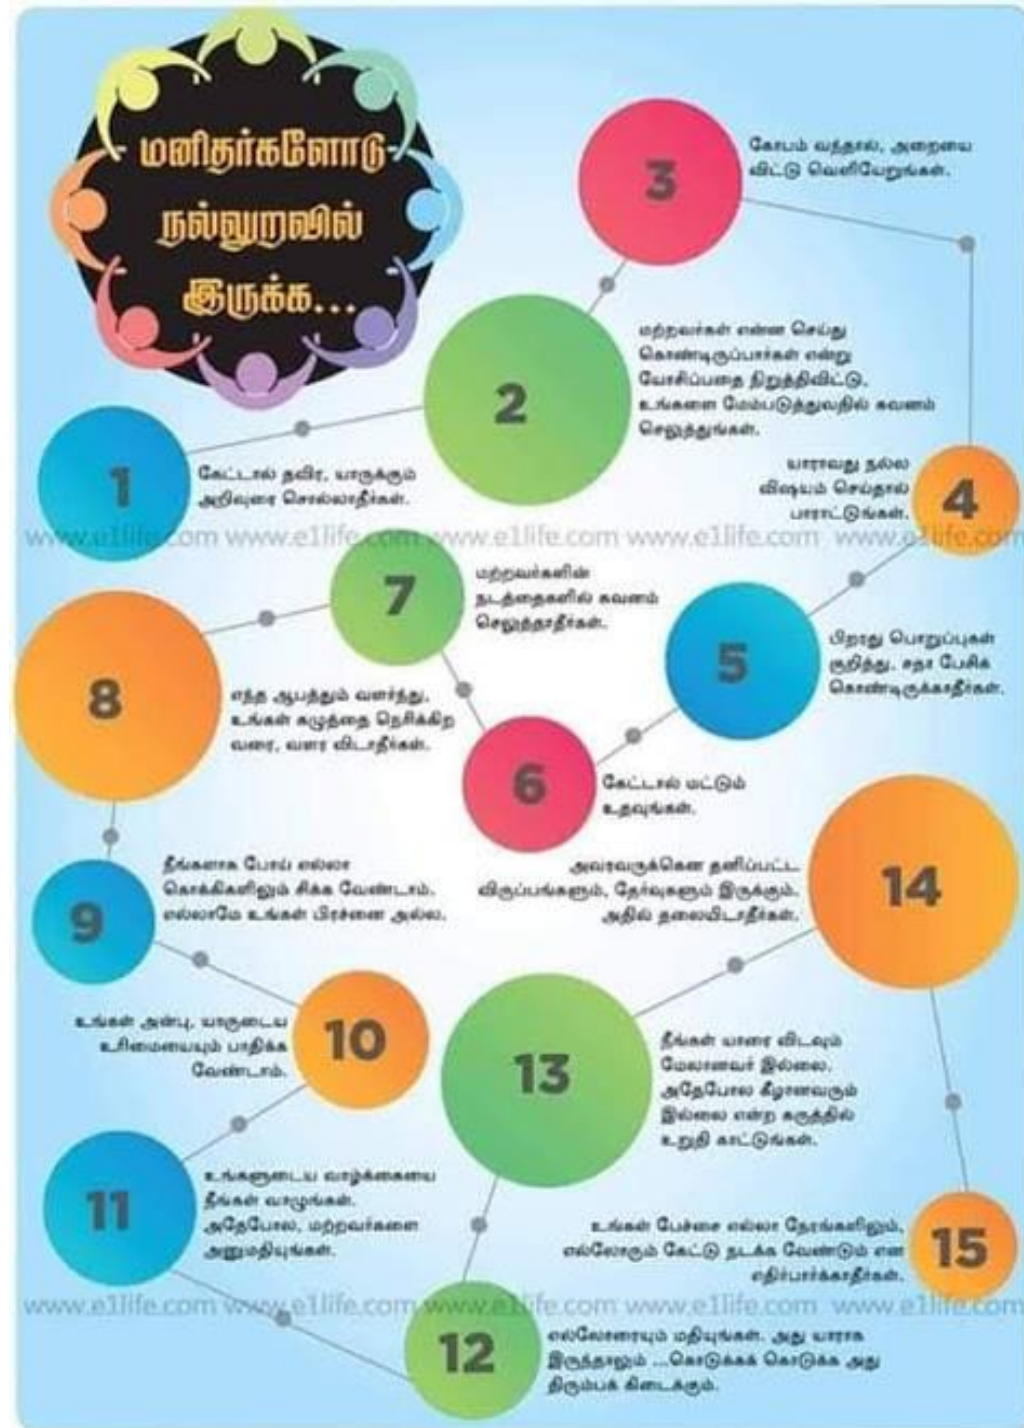 மனிதர்களோடு
நல்லுறவில்
இருக்க...
1
கேட்டால் தவிர, யாருக்கும்
அறிவுரை சொல்லாதீர்கள்.
2
மற்றவர்கள் என்ன செய்து
கொண்டிருப்பார்கள் என்று
யோசிப்பதை நிறுத்திவிட்டு,
உங்களை மேம்படுத்துவதில் கவனம்
செலுத்துங்கள்.
3
கோபம் வந்தால், அறையை
விட்டு வெளியேறுங்கள்.
4
யாராவது நல்ல
விஷயம் செய்தால்
பாராட்டுங்கள்.
www.e1life.com www.e1life.com www.e1life.com www.e1life.com www.e1life.com
5
பிறரது பொறுப்புகள்
குறித்து, சதா பேசிக்
கொண்டிருக்காதீர்கள்.
6
கேட்டால் மட்டும்
உதவுங்கள்.
7
மற்றவர்களின்
நடத்தைகளில் கவனம்
செலுத்தாதீர்கள்.
8
எந்த ஆபத்தும் வளர்ந்து,
உங்கள் கழுத்தை நெரிக்கிற
வரை, வளர விடாதீர்கள்.
9
நீங்களாக போய் எல்லா
கொக்கிகளிலும் சிக்க வேண்டாம்.
எல்லாமே உங்கள் பிரச்னை அல்ல.
10
உங்கள் அன்பு, யாருடைய
உரிமையையும் பாதிக்க
வேண்டாம்.
11
உங்களுடைய வாழ்க்கையை
நீங்கள் வாழுங்கள்.
அதேபோல, மற்றவர்களை
அனுமதியுங்கள்.
12
எல்லோரையும் மதியுங்கள். அது யாராக
இருந்தாலும் ...கொடுக்கக் கொடுக்க அது
திரும்பக் கிடைக்கும்.
13
நீங்கள் யாரை விடவும்
மேலானவர் இல்லை.
அதேபோல கீழானவரும்
இல்லை என்ற கருத்தில்
உறுதி காட்டுங்கள்.
14
அவரவருக்கென தனிப்பட்ட
விருப்பங்களும், தேர்வுகளும் இருக்கும்.
அதில் தலையிடாதீர்கள்.
15
உங்கள் பேச்சை எல்லா நேரங்களிலும்,
எல்லோரும் கேட்டு நடக்க வேண்டும் என
எதிர்பார்க்காதீர்கள்.
www.e1life.com www.e1life.com www.e1life.com www.e1life.com www.e1life.com